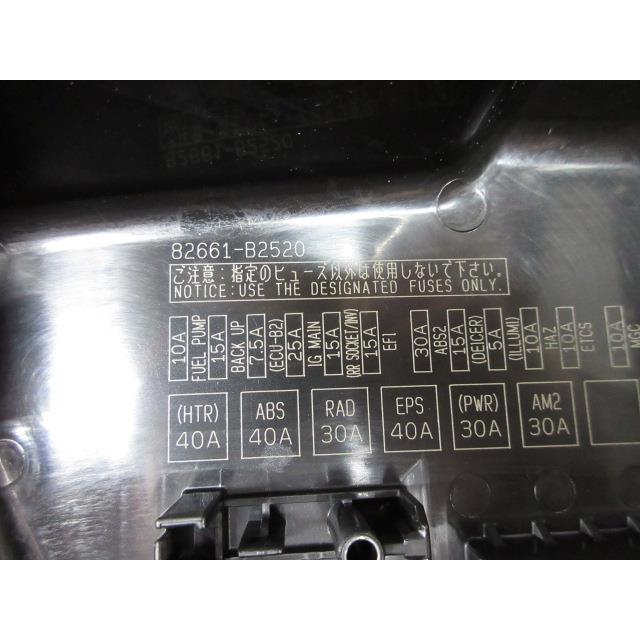 82661-B2520
ご注意:指定のヒューズ以外は使用しないで下さい。
NOTICE:USE THE DESIGNATED FUSES ONLY.
10A FUEL PUMP
15A BACK UP
7.5A (ECU-B2)
25A IG MAIN
15A (RR SOCKET/INV)
15A EFI
30A ABS2
15A (DEICER)
5A (ILLUMI)
10A HAZ
10A ETCS
10A
(HTR) 40A
ABS 40A
RAD 30A
EPS 40A
(PWR) 30A
AM2 30A